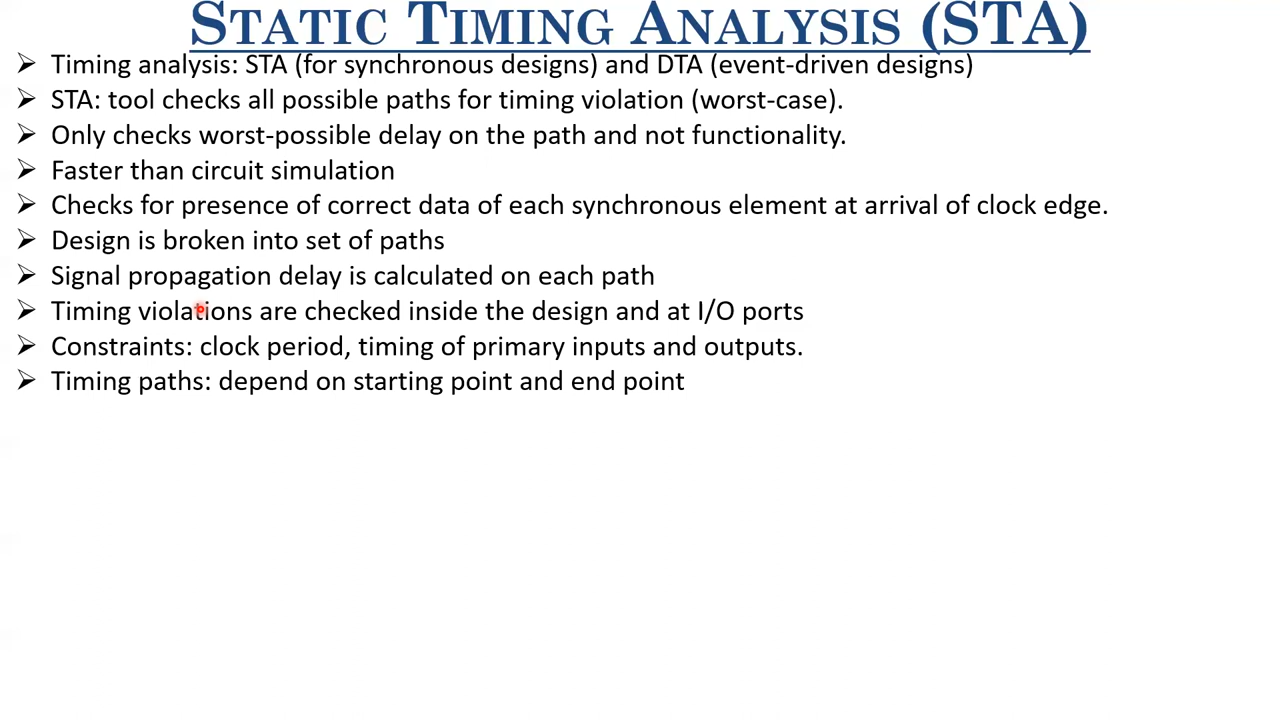 STATIC TIMING ANALYSIS (STA)
➢ Timing analysis: STA (for synchronous designs) and DTA (event-driven designs)
➢ STA: tool checks all possible paths for timing violation (worst-case).
➢ Only checks worst-possible delay on the path and not functionality.
➢ Faster than circuit simulation
➢ Checks for presence of correct data of each synchronous element at arrival of clock edge.
➢ Design is broken into set of paths
➢ Signal propagation delay is calculated on each path
➢ Timing violations are checked inside the design and at I/O ports
➢ Constraints: clock period, timing of primary inputs and outputs.
➢ Timing paths: depend on starting point and end point